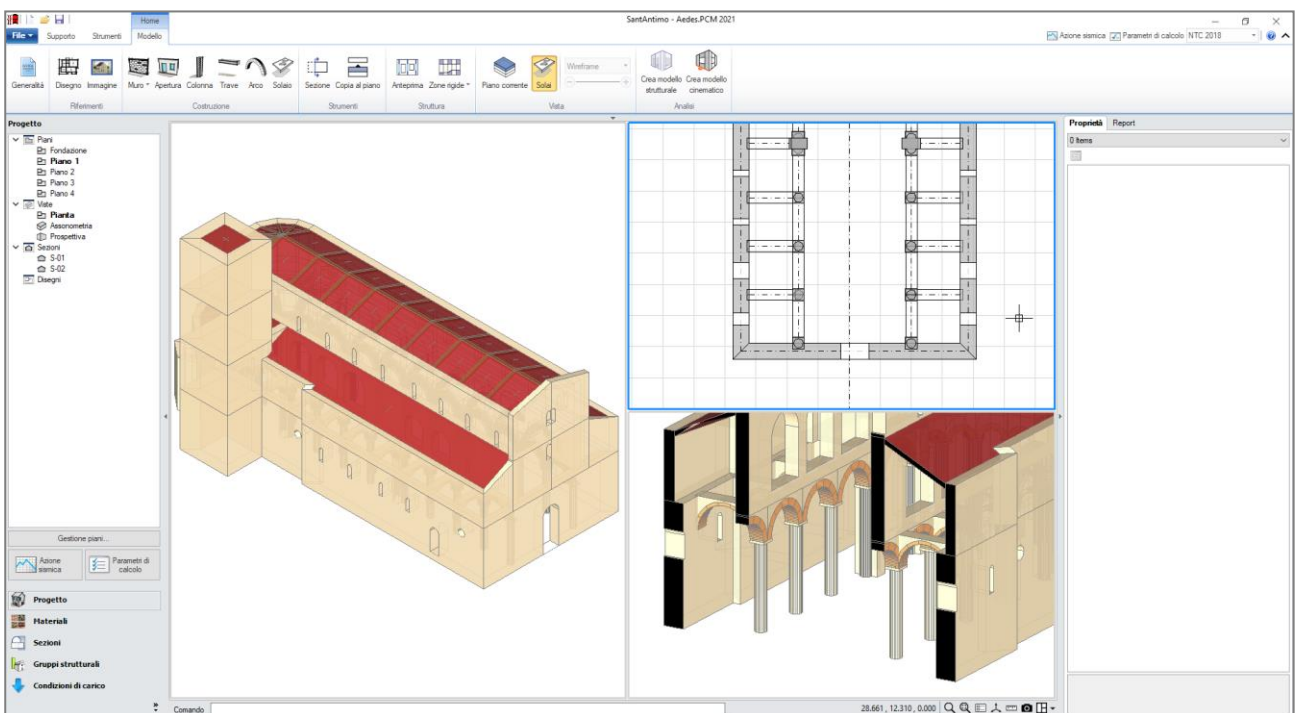 Home
SantAntimo - Aedes.PCM 2021
File Supporto Strumenti Modello
Azione sismica Parametri di calcolo NTC 2018
Generalità Disegno Immagine Muro Apertura Colonna Trave Arco Solaio Sezione Copia al piano Anteprima Zone rigide Piano corrente Solai Wireframe Crea modello strutturale Crea modello cinematico
Riferimenti Costruzione Strumenti Struttura Vista Analisi
Progetto
Piani
Fondazione
Piano 1
Piano 2
Piano 3
Piano 4
Viste
Pianta
Assonometria
Prospettiva
Sezioni
S-01
S-02
Disegni
Gestione piani...
Azione sismica
Parametri di calcolo
Progetto
Materiali
Sezioni
Gruppi strutturali
Condizioni di carico
Comando
28.661 , 12.310 , 0.000
Proprietà Report
0 Items